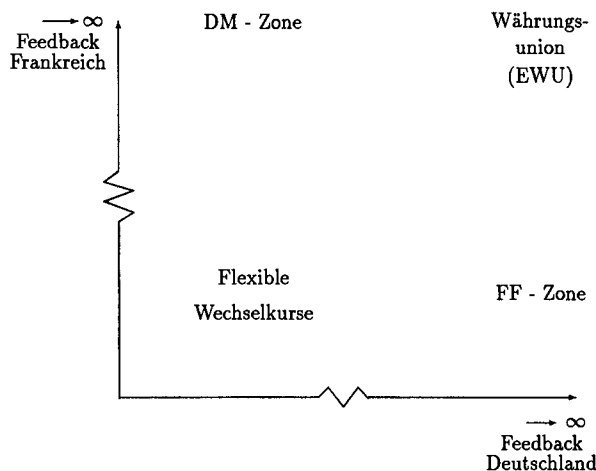 → ∞
Feedback
Frankreich
DM - Zone
Währungs-
union
(EWU)
Flexible
Wechselkurse
FF - Zone
→ ∞
Feedback
Deutschland